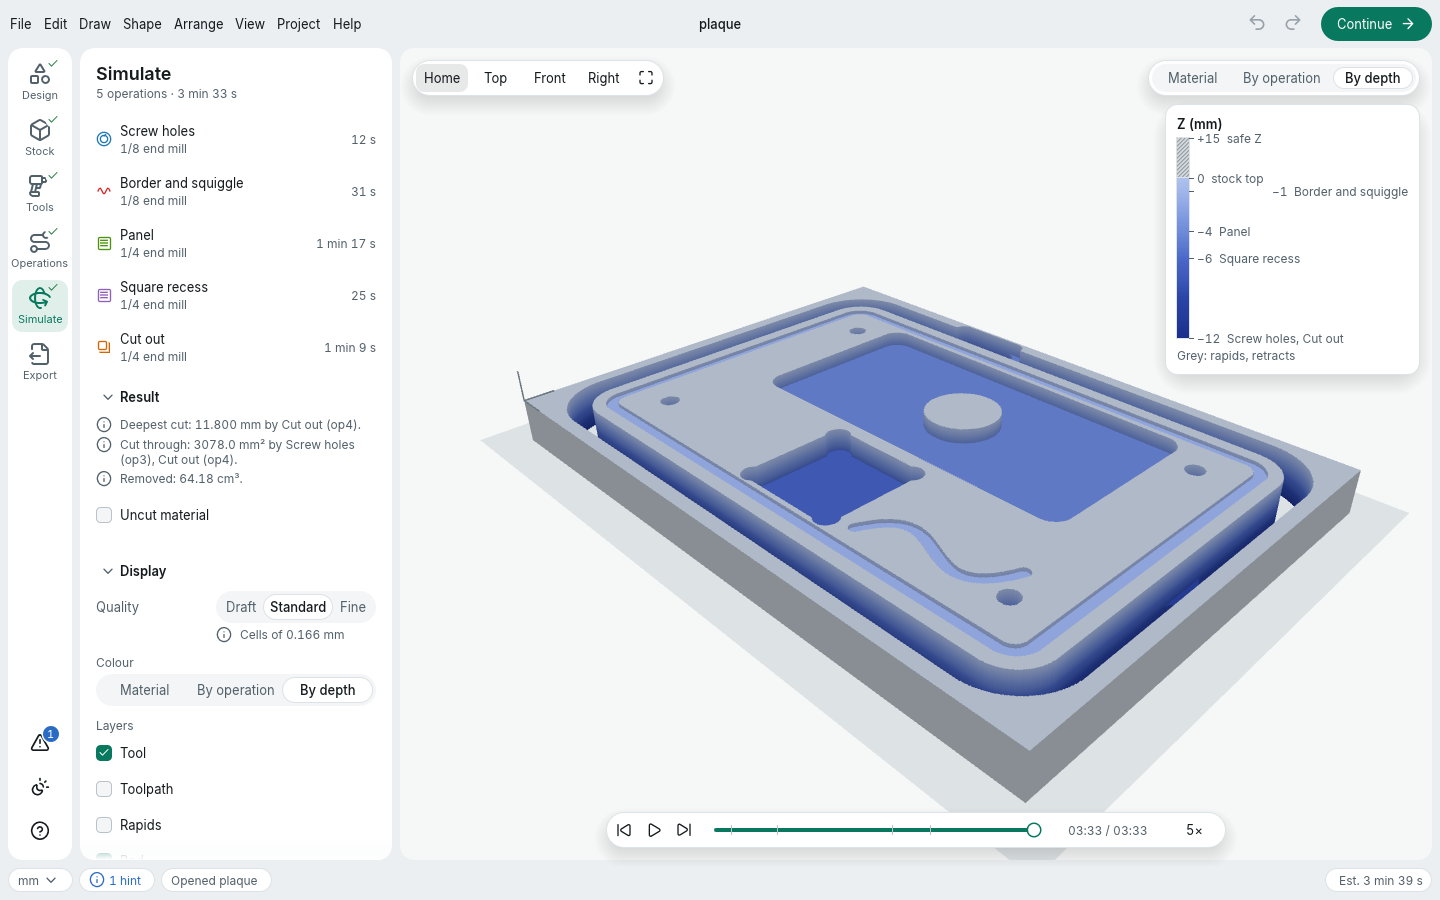 File Edit Draw Shape Arrange View Project Help
plaque
Continue
Design
Stock
Tools
Operations
Simulate
Export
1
Simulate
5 operations · 3 min 33 s
Screw holes
1/8 end mill
12 s
Border and squiggle
1/8 end mill
31 s
Panel
1/4 end mill
1 min 17 s
Square recess
1/4 end mill
25 s
Cut out
1/4 end mill
1 min 9 s
Result
Deepest cut: 11.800 mm by Cut out (op4).
Cut through: 3078.0 mm² by Screw holes
(op3), Cut out (op4).
Removed: 64.18 cm³.
Uncut material
Display
Quality
Draft Standard Fine
Cells of 0.166 mm
Colour
Material By operation By depth
Layers
Tool
Toolpath
Rapids
Home Top Front Right
Material By operation By depth
Z (mm)
+15 safe Z
0 stock top
−1 Border and squiggle
−4 Panel
−6 Square recess
−12 Screw holes, Cut out
Grey: rapids, retracts
03:33 / 03:33
5×
mm
1 hint
Opened plaque
Est. 3 min 39 s